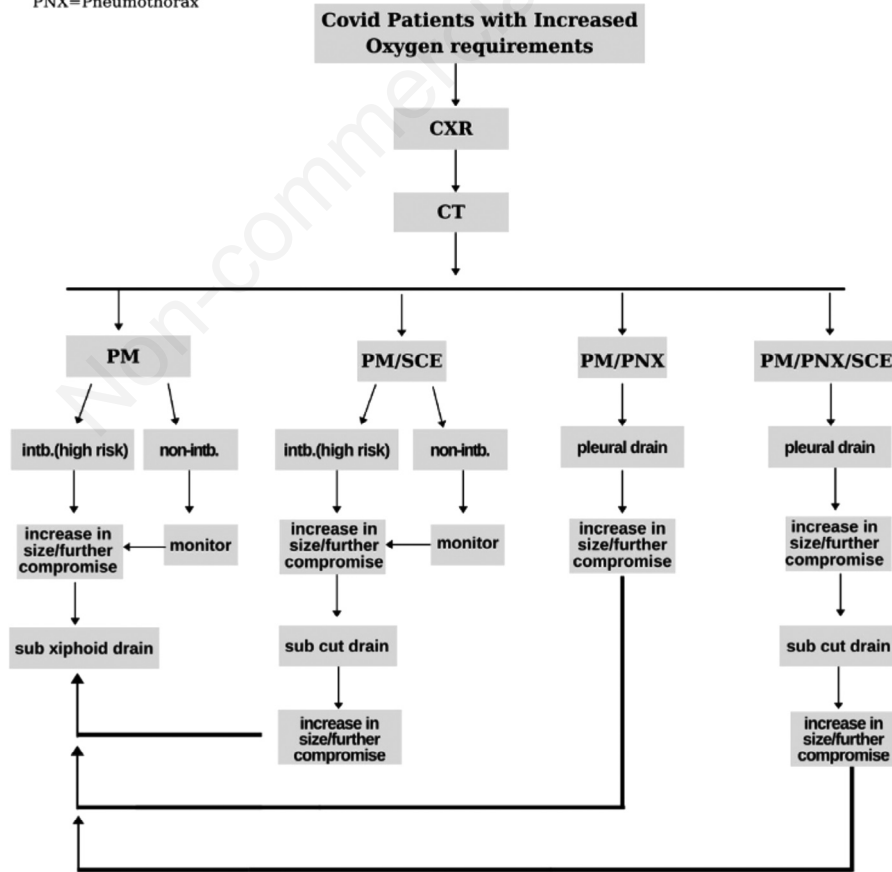 PNX=Pneumothorax
Covid Patients with Increased
Oxygen requirements
CXR
CT
PM
PM/SCE
PM/PNX
PM/PNX/SCE
intb.(high risk)
non-intb.
intb.(high risk)
non-intb.
pleural drain
pleural drain
increase in
size/further
compromise
monitor
increase in
size/further
compromise
monitor
increase in
size/further
compromise
increase in
size/further
compromise
sub xiphoid drain
sub cut drain
sub cut drain
increase in
size/further
compromise
increase in
size/further
compromise
Non-commercia